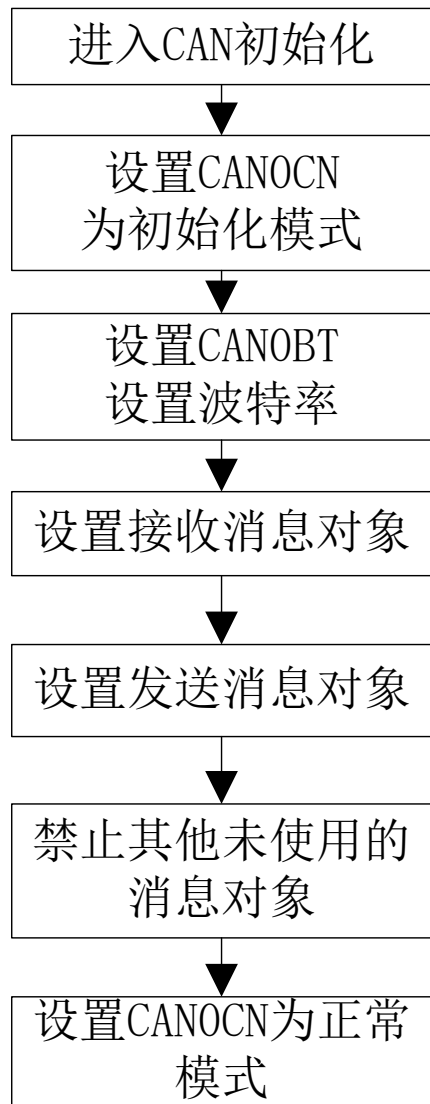 进入CAN初始化
设置CAN0CN
为初始化模式
设置CAN0BT
设置波特率
设置接收消息对象
设置发送消息对象
禁止其他未使用的
消息对象
设置CAN0CN为正常
模式